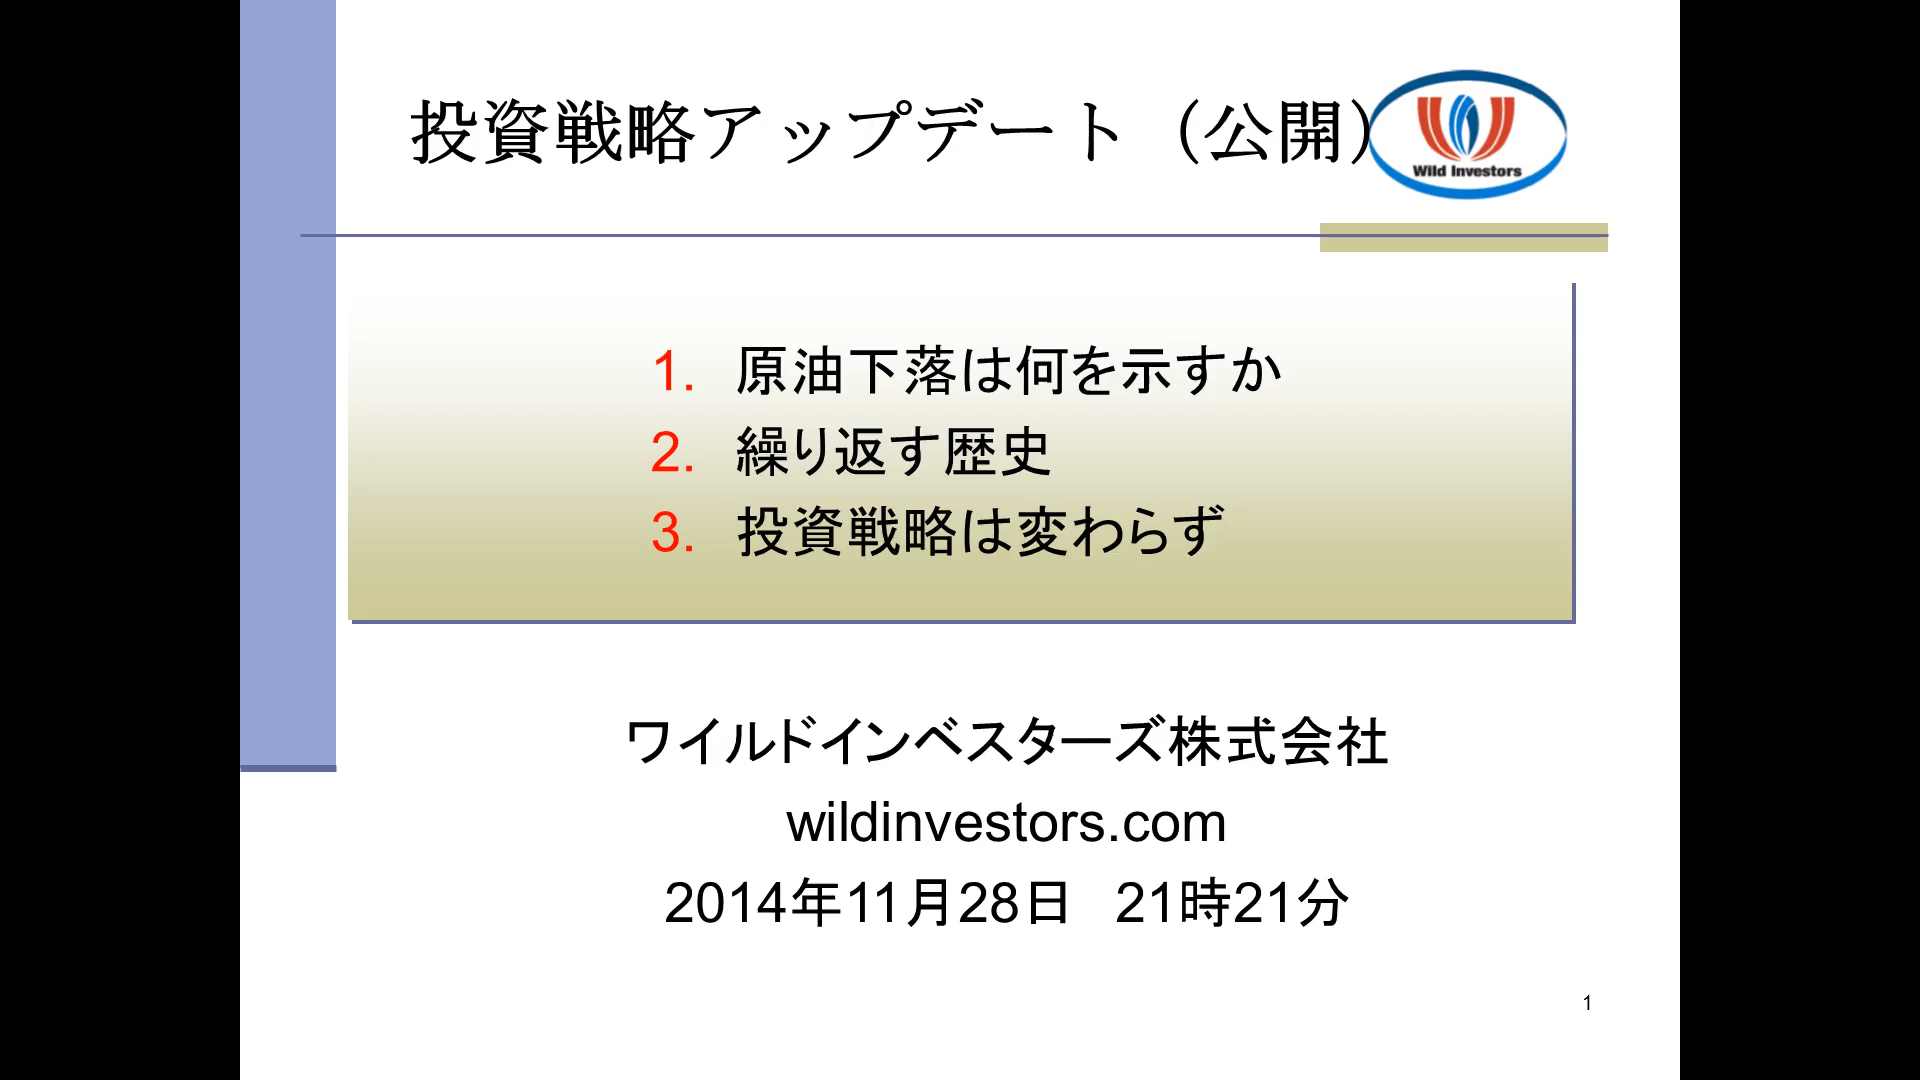 投資戦略アップデート（公開）
Wild Investors
1. 原油下落は何を示すか
2. 繰り返す歴史
3. 投資戦略は変わらず
ワイルドインベスターズ株式会社
wildinvestors.com
2014年11月28日　21時21分
1